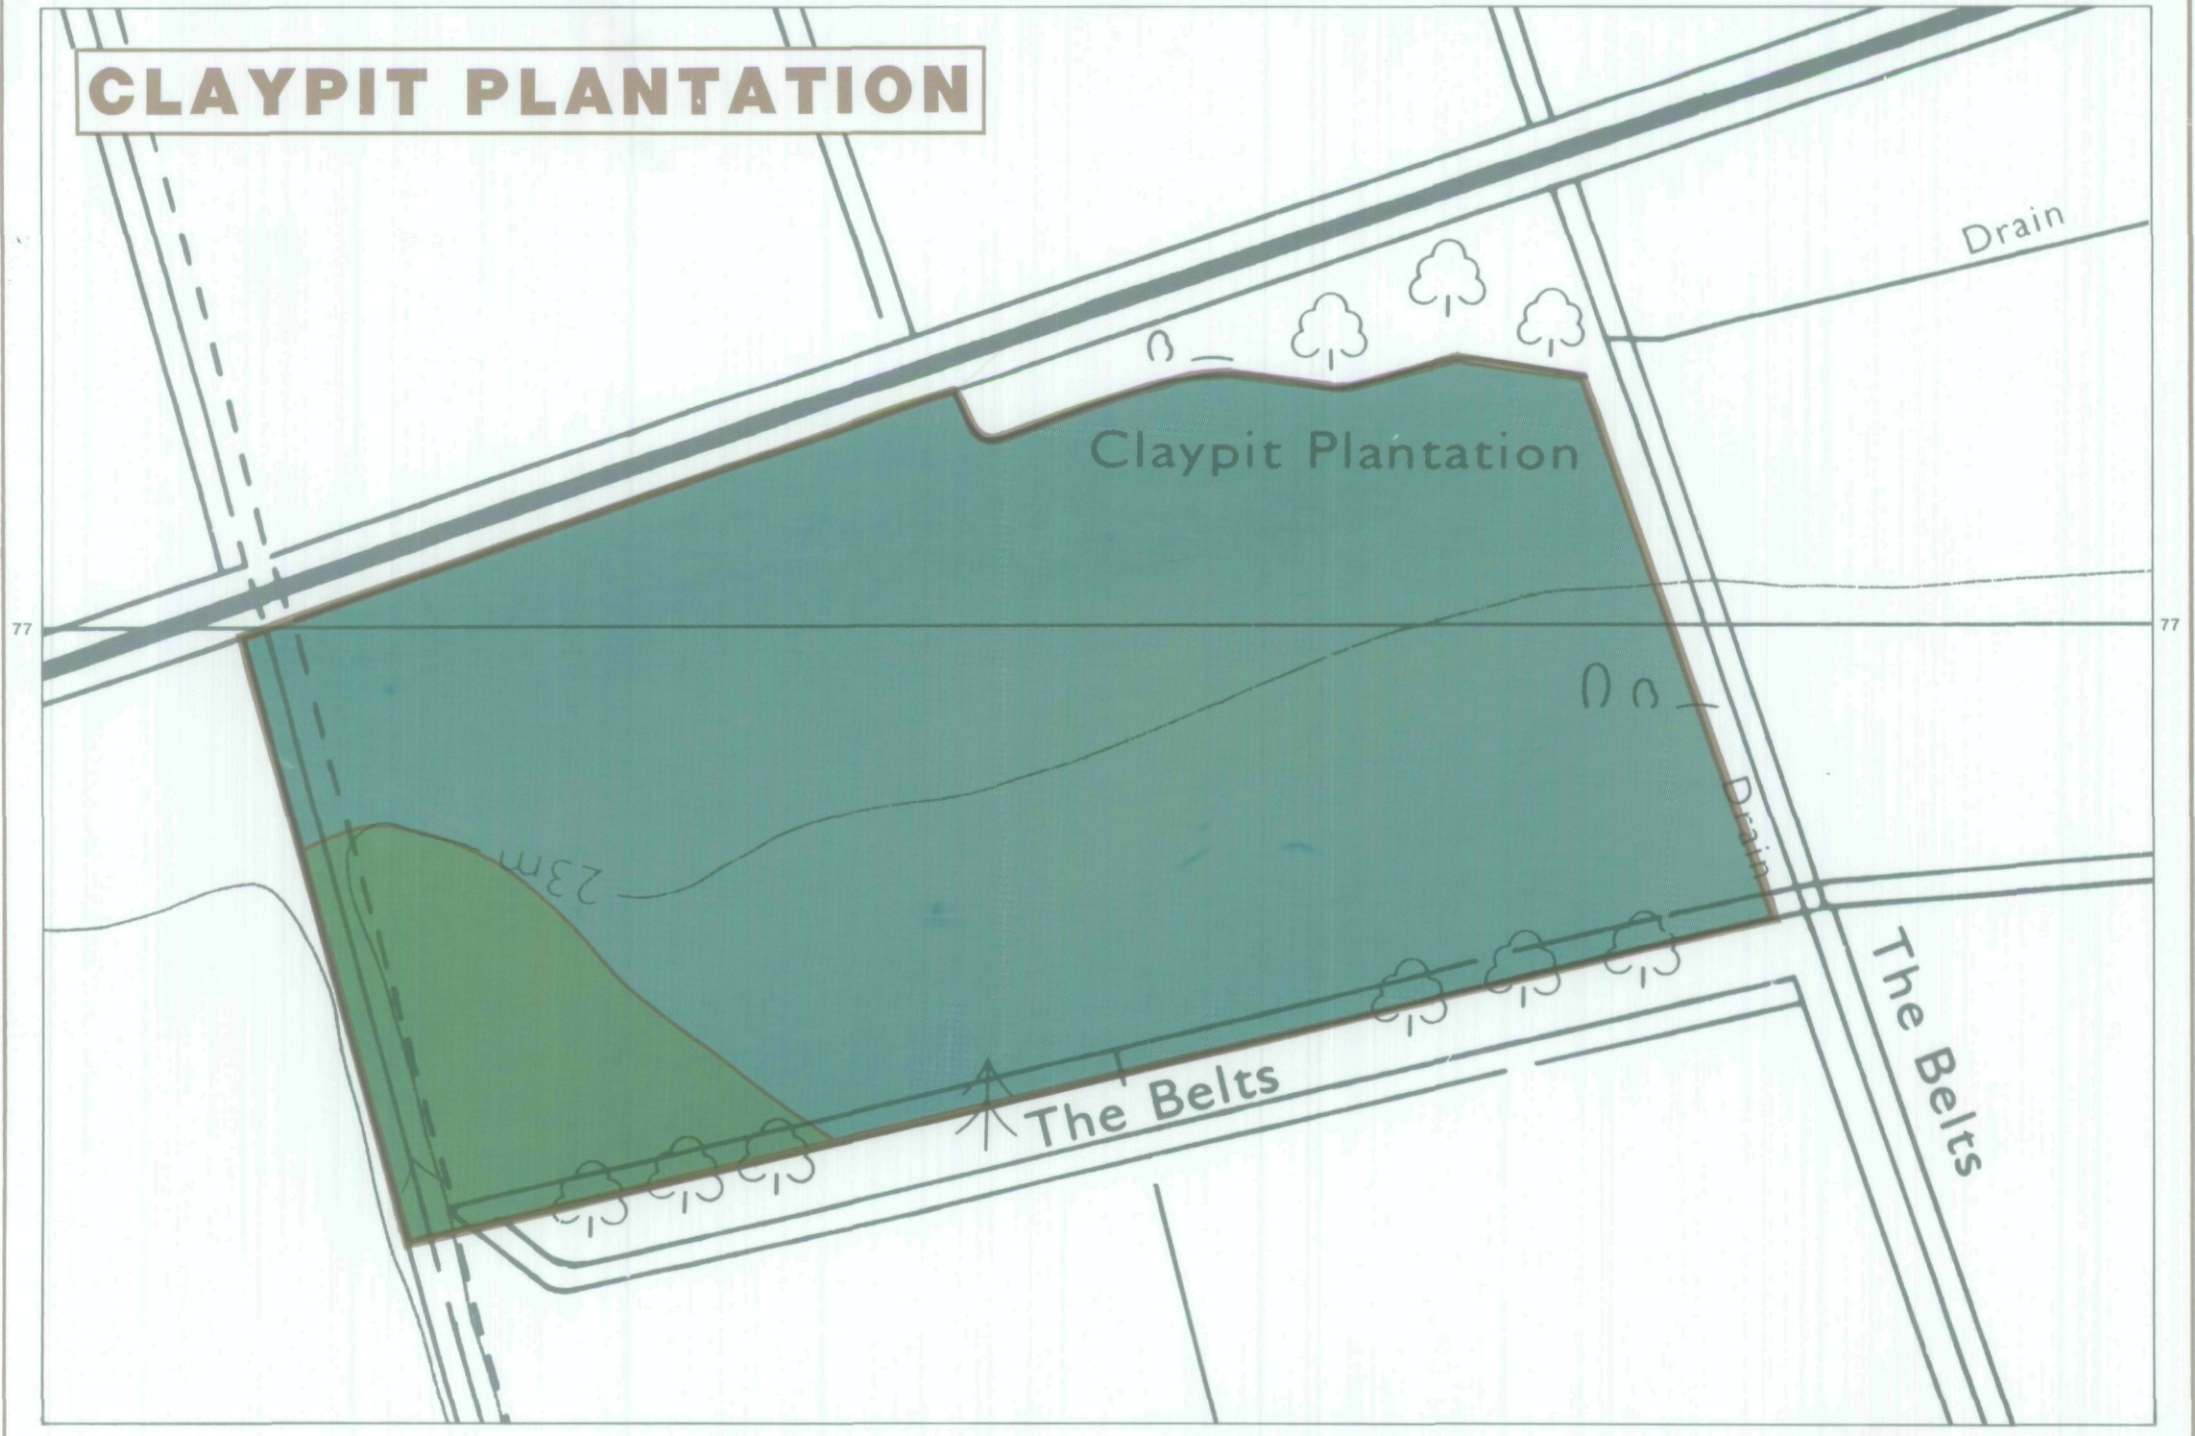 CLAYPIT PLANTATION
Drain
Claypit Plantation
77
77
23m
Drain
The Belts
The Belts